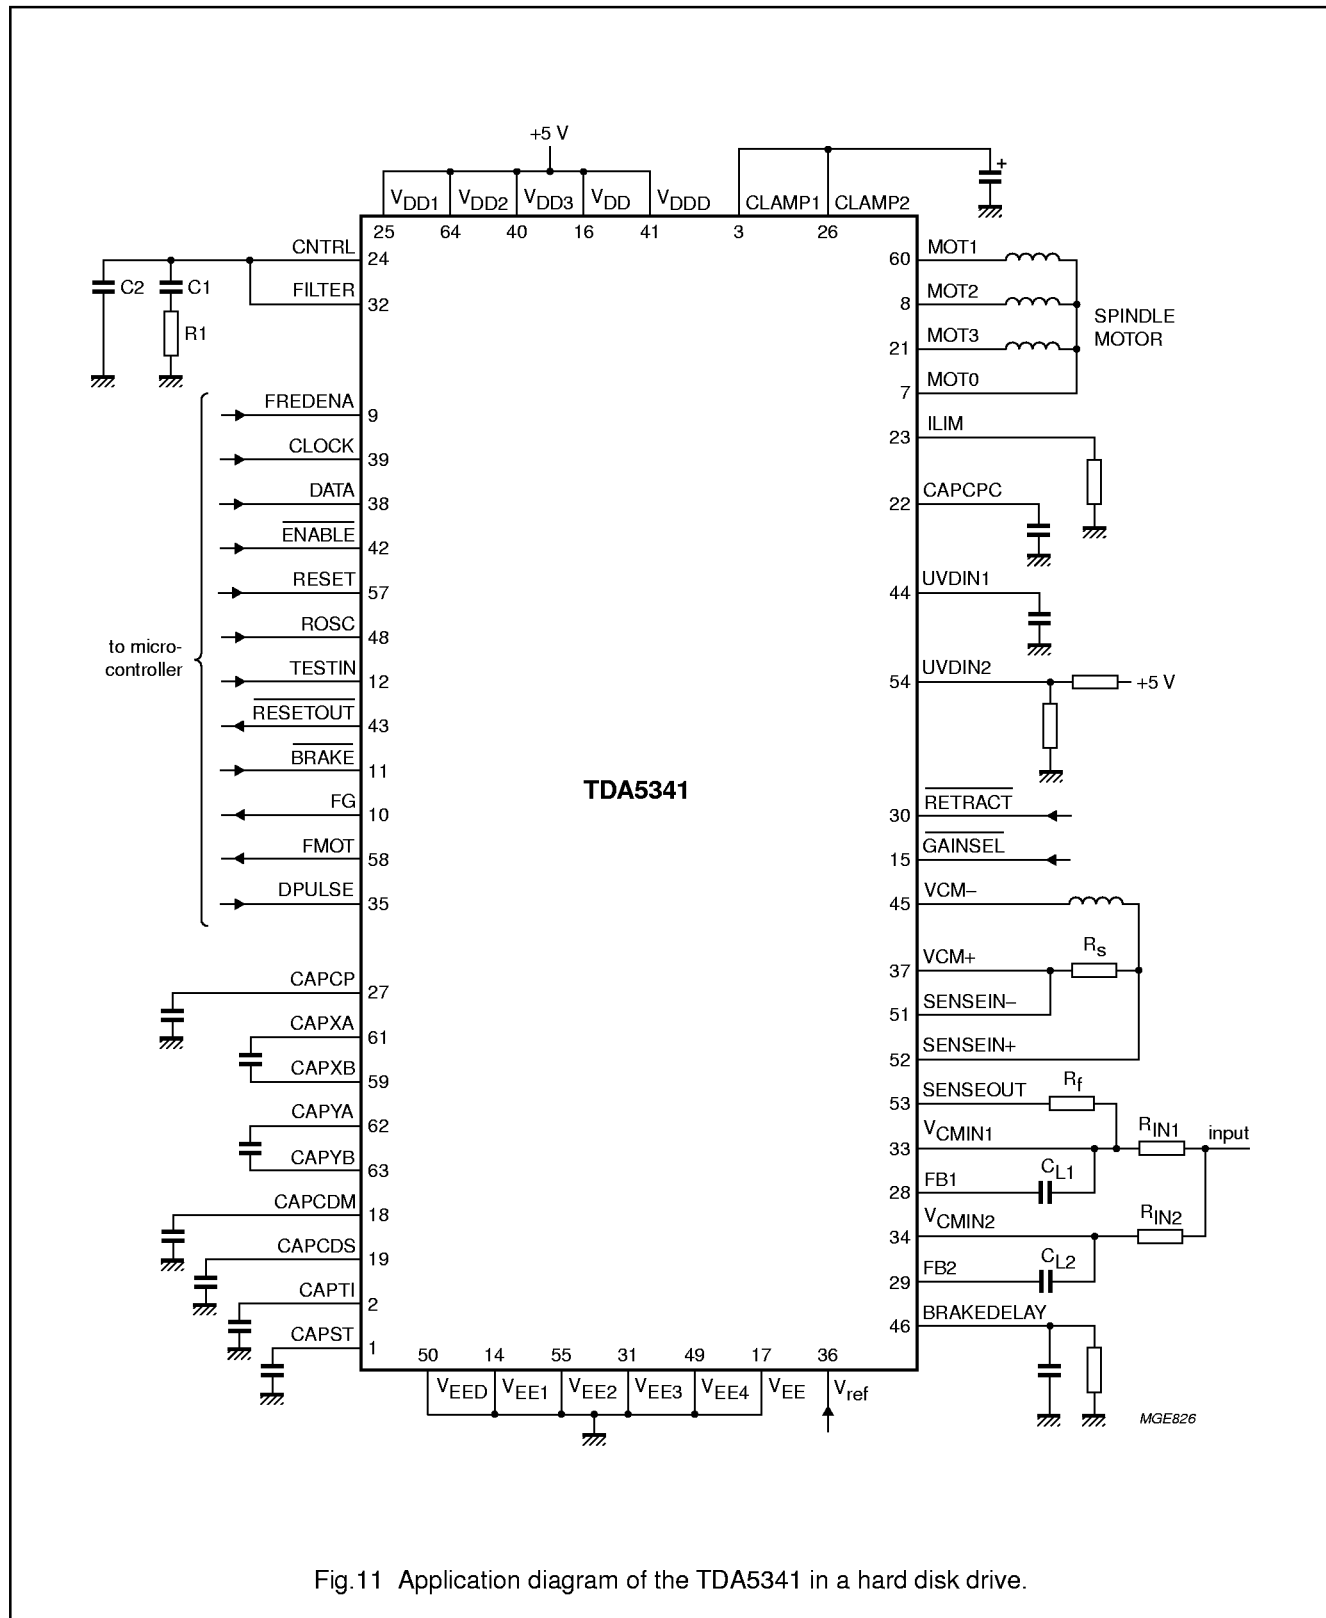 +5 V
VDD1 VDD2 VDD3 VDD VDDD CLAMP1 CLAMP2
25 64 40 16 41 3 26
+
CNTRL
24
FILTER
32
C2 C1
R1
FREDENA
9
CLOCK
39
DATA
38
ENABLE
42
RESET
57
ROSC
48
to micro-
controller
TESTIN
12
RESETOUT
43
BRAKE
11
FG
10
FMOT
58
DPULSE
35
CAPCP
27
CAPXA
61
CAPXB
59
CAPYA
62
CAPYB
63
CAPCDM
18
CAPCDS
19
CAPTI
2
CAPST
1
TDA5341
60
MOT1
8
MOT2
21
MOT3
7
MOT0
SPINDLE
MOTOR
23
ILIM
22
CAPCPC
44
UVDIN1
54
UVDIN2
+5 V
30
RETRACT
15
GAINSEL
45
VCM–
37
VCM+
Rs
51
SENSEIN–
52
SENSEIN+
53
SENSEOUT
Rf
33
VCMIN1
RIN1
input
28
FB1
CL1
34
VCMIN2
RIN2
29
FB2
CL2
46
BRAKEDELAY
50 14 55 31 49 17 36
VEED VEE1 VEE2 VEE3 VEE4 VEE Vref
MGE826
Fig.11 Application diagram of the TDA5341 in a hard disk drive.